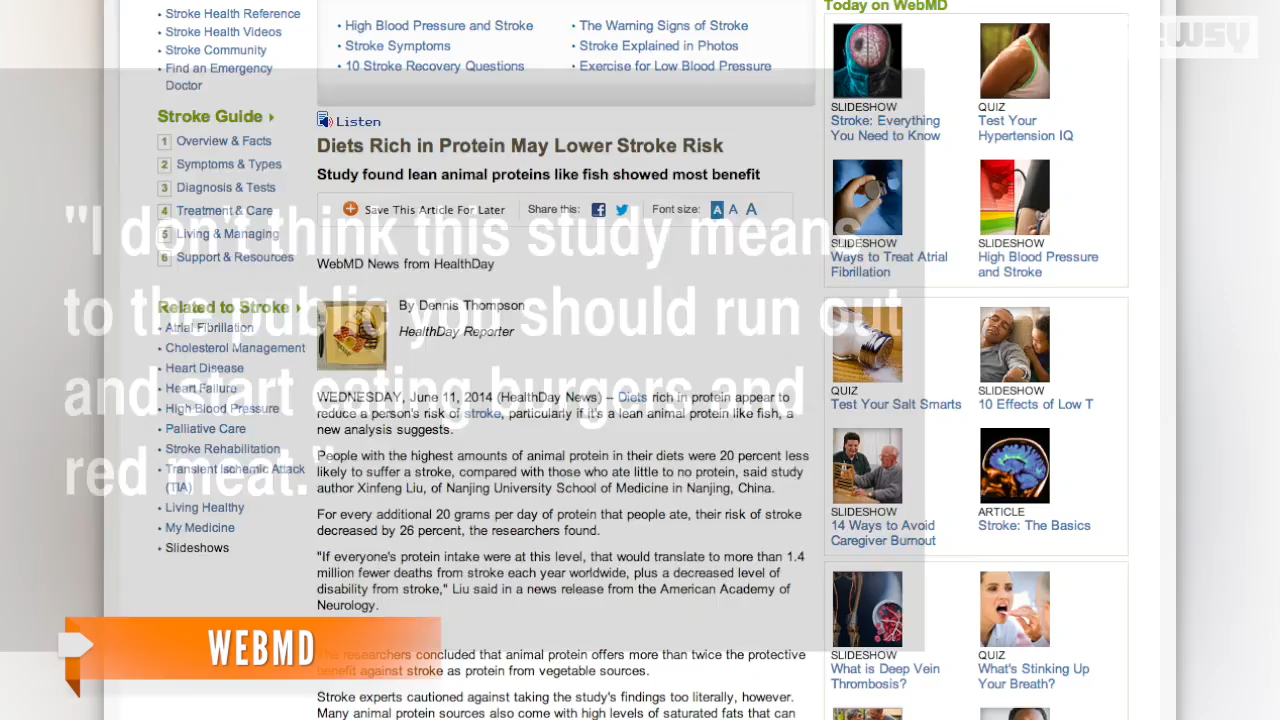 Stroke Health Reference
Stroke Health Videos
Stroke Community
Find an Emergency
Doctor
Stroke Guide
1 Overview & Facts
2 Symptoms & Types
3 Diagnosis & Tests
4 Treatment & Care
5 Living & Managing
6 Support & Resources
Related to Stroke
Atrial Fibrillation
Cholesterol Management
Heart Disease
Heart Failure
High Blood Pressure
Palliative Care
Stroke Rehabilitation
Transient Ischemic Attack
(TIA)
Living Healthy
My Medicine
Slideshows
High Blood Pressure and Stroke
Stroke Symptoms
10 Stroke Recovery Questions
The Warning Signs of Stroke
Stroke Explained in Photos
Exercise for Low Blood Pressure
Listen
Diets Rich in Protein May Lower Stroke Risk
Study found lean animal proteins like fish showed most benefit
Save This Article For Later
Share this:
Font size: A A A
WebMD News from HealthDay
By Dennis Thompson
HealthDay Reporter
WEDNESDAY, June 11, 2014 (HealthDay News) -- Diets rich in protein appear to
reduce a person's risk of stroke, particularly if it's a lean animal protein like fish, a
new analysis suggests.
People with the highest amounts of animal protein in their diets were 20 percent less
likely to suffer a stroke, compared with those who ate little to no protein, said study
author Xinfeng Liu, of Nanjing University School of Medicine in Nanjing, China.
For every additional 20 grams per day of protein that people ate, their risk of stroke
decreased by 26 percent, the researchers found.
"If everyone's protein intake were at this level, that would translate to more than 1.4
million fewer deaths from stroke each year worldwide, plus a decreased level of
disability from stroke," Liu said in a news release from the American Academy of
Neurology.
The researchers concluded that animal protein offers more than twice the protective
benefit against stroke as protein from vegetable sources.
Stroke experts cautioned against taking the study's findings too literally, however.
Many animal protein sources also come with high levels of saturated fats that can
"I don't think this study means
to the public you should run out
and start eating burgers and
red meat."
WEBMD
Today on WebMD
SLIDESHOW
Stroke: Everything
You Need to Know
QUIZ
Test Your
Hypertension IQ
SLIDESHOW
Ways to Treat Atrial
Fibrillation
SLIDESHOW
High Blood Pressure
and Stroke
QUIZ
Test Your Salt Smarts
SLIDESHOW
10 Effects of Low T
SLIDESHOW
14 Ways to Avoid
Caregiver Burnout
ARTICLE
Stroke: The Basics
SLIDESHOW
What is Deep Vein
Thrombosis?
QUIZ
What's Stinking Up
Your Breath?